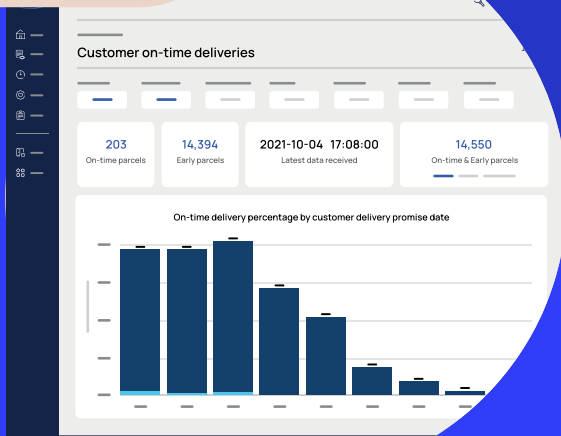 Customer on-time deliveries
203
On-time parcels
14,394
Early parcels
2021-10-04 17:08:00
Latest data received
14,550
On-time & Early parcels
On-time delivery percentage by customer delivery promise date